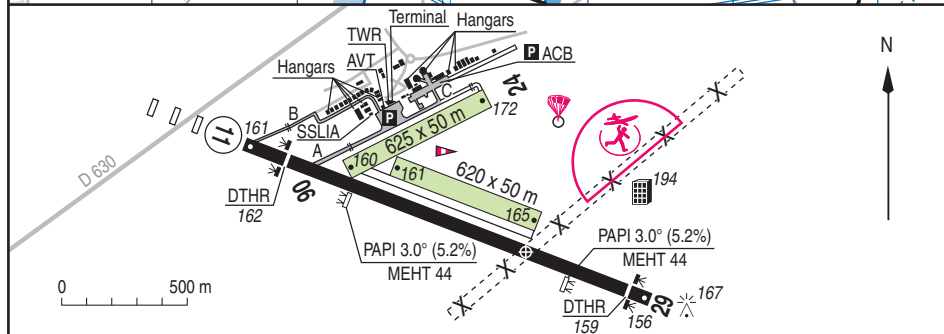 Terminal
Hangars
TWR
N
AVT
P ACB
Hangars
24
C
172
P
B
SSLIA
161
11
625 x 50 m
A
160
161
D 630
620 x 50 m
194
06
DTHR
162
165
PAPI 3.0° (5.2%)
MEHT 44
PAPI 3.0° (5.2%)
MEHT 44
X
X
X
X
X
X
0 500 m
DTHR
159
156
29
167